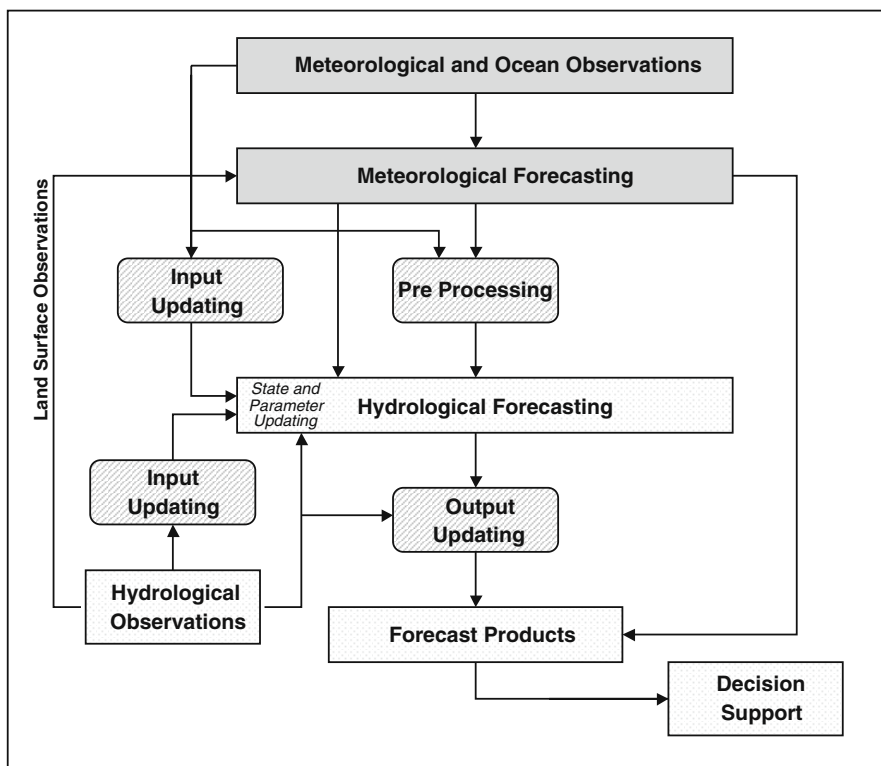 Meteorological and Ocean Observations
Meteorological Forecasting
Land Surface Observations
Input
Updating
Pre Processing
State and
Parameter
Updating
Hydrological Forecasting
Input
Updating
Output
Updating
Hydrological
Observations
Forecast Products
Decision
Support